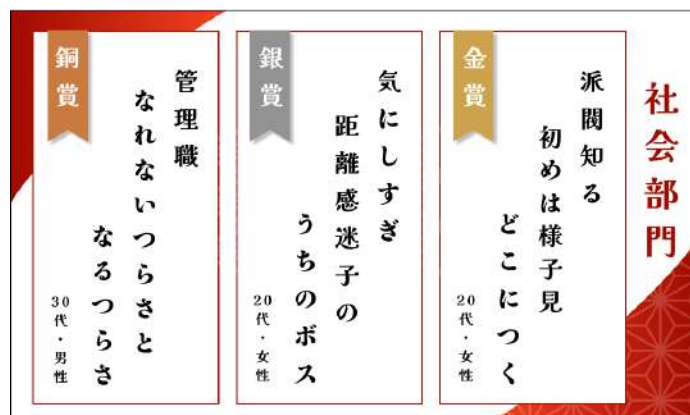 社会部門
金賞
派閥知る
初めは様子見
どこにつく
20代・女性
銀賞
気にしすぎ
距離感迷子の
うちのボス
20代・女性
銅賞
管理職
なれないつらさと
なるつらさ
30代・男性